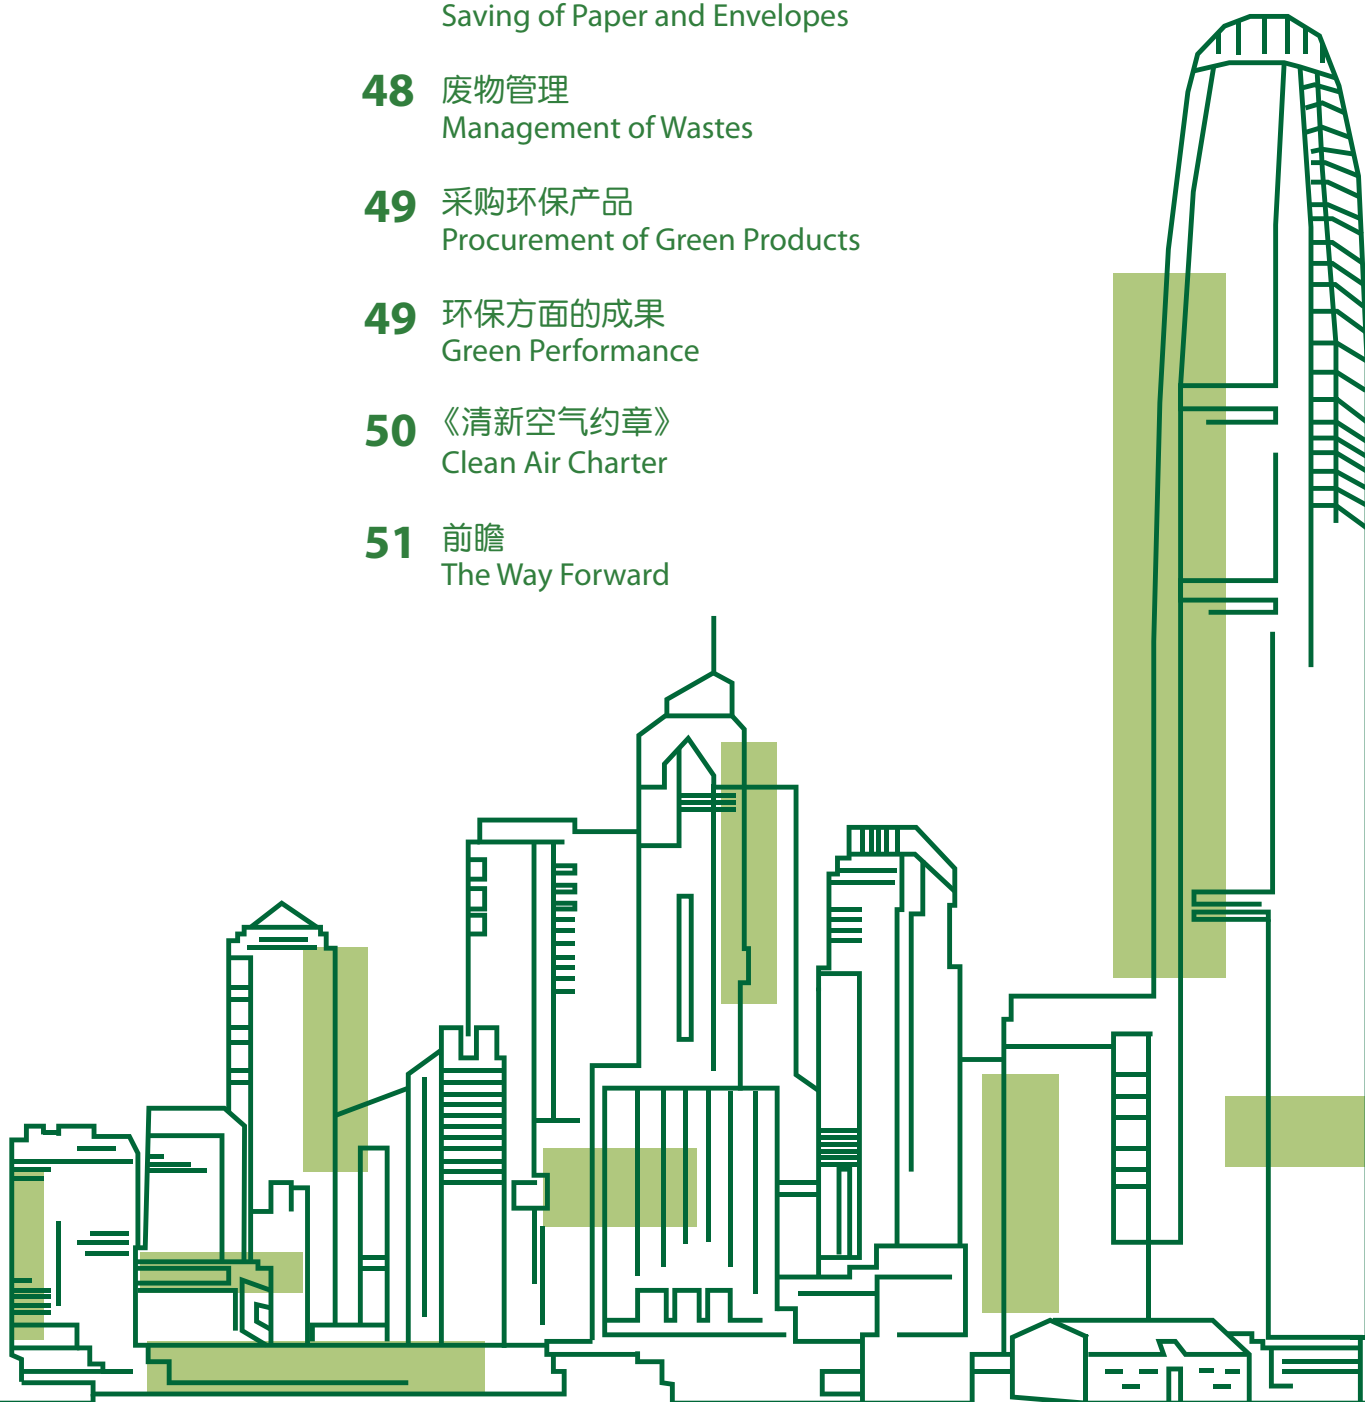 Saving of Paper and Envelopes
48 废物管理
Management of Wastes
49 采购环保产品
Procurement of Green Products
49 环保方面的成果
Green Performance
50 《清新空气约章》
Clean Air Charter
51 前瞻
The Way Forward